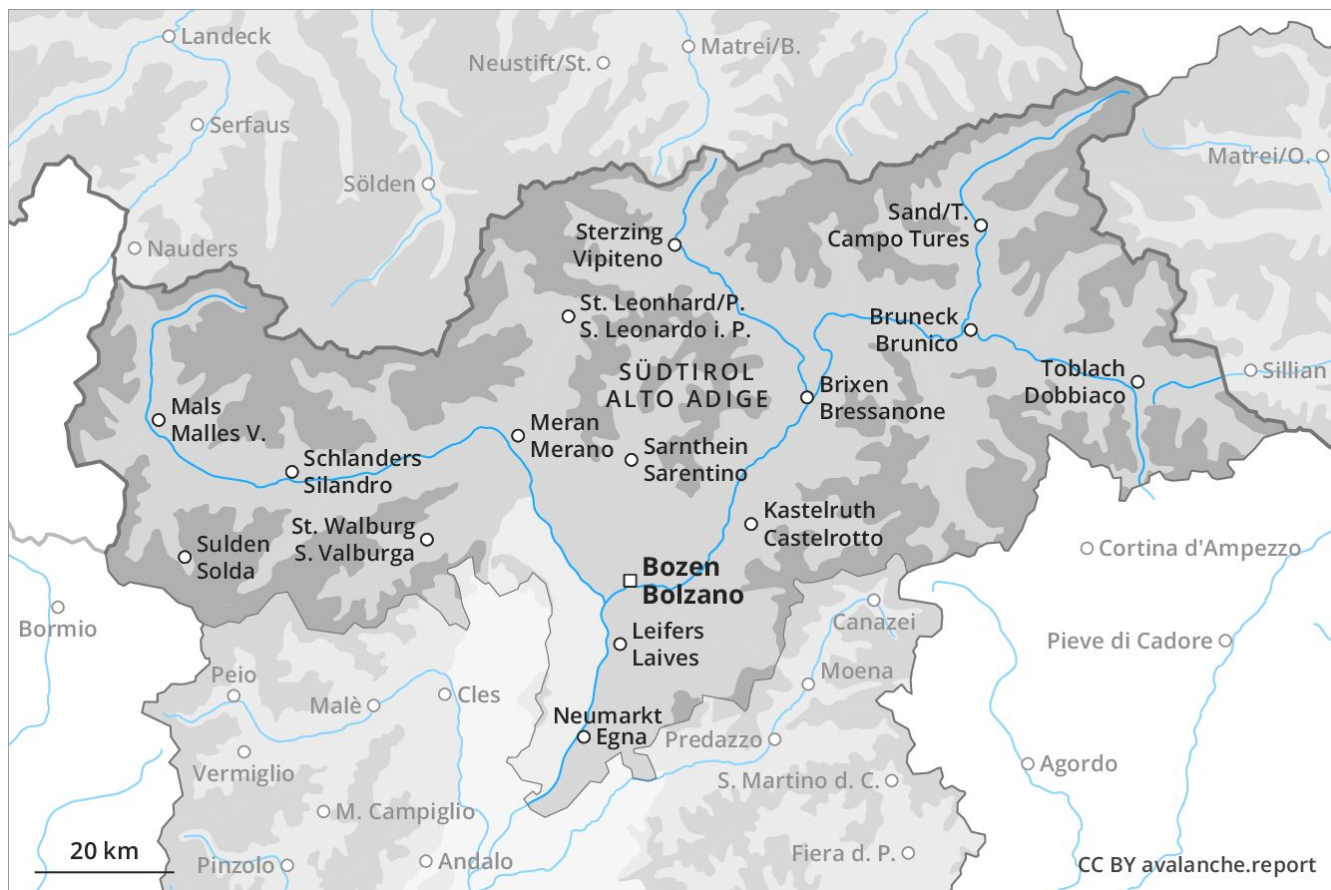 Landeck
Matrei/B.
Neustift/St.
Serfaus
Matrei/O.
Sölden
Sand/T.
Campo Tures
Sterzing
Vipiteno
Nauders
St. Leonhard/P.
S. Leonardo i. P.
Bruneck
Brunico
SÜDTIROL
ALTO ADIGE
Toblach
Dobbiaco
Sillian
Brixen
Bressanone
Mals
Malles V.
Meran
Merano
Sarnthein
Sarentino
Schlanders
Silandro
Kastelruth
Castelrotto
St. Walburg
S. Valburga
Sulden
Solda
Cortina d'Ampezzo
Bozen
Bolzano
Bormio
Canazei
Leifers
Laives
Pieve di Cadore
Peio
Moena
Malè
Cles
Neumarkt
Egna
Predazzo
Vermiglio
Agordo
S. Martino d. C.
M. Campiglio
20 km
Pinzolo
Andalo
Fiera d. P.
CC BY avalanche.report